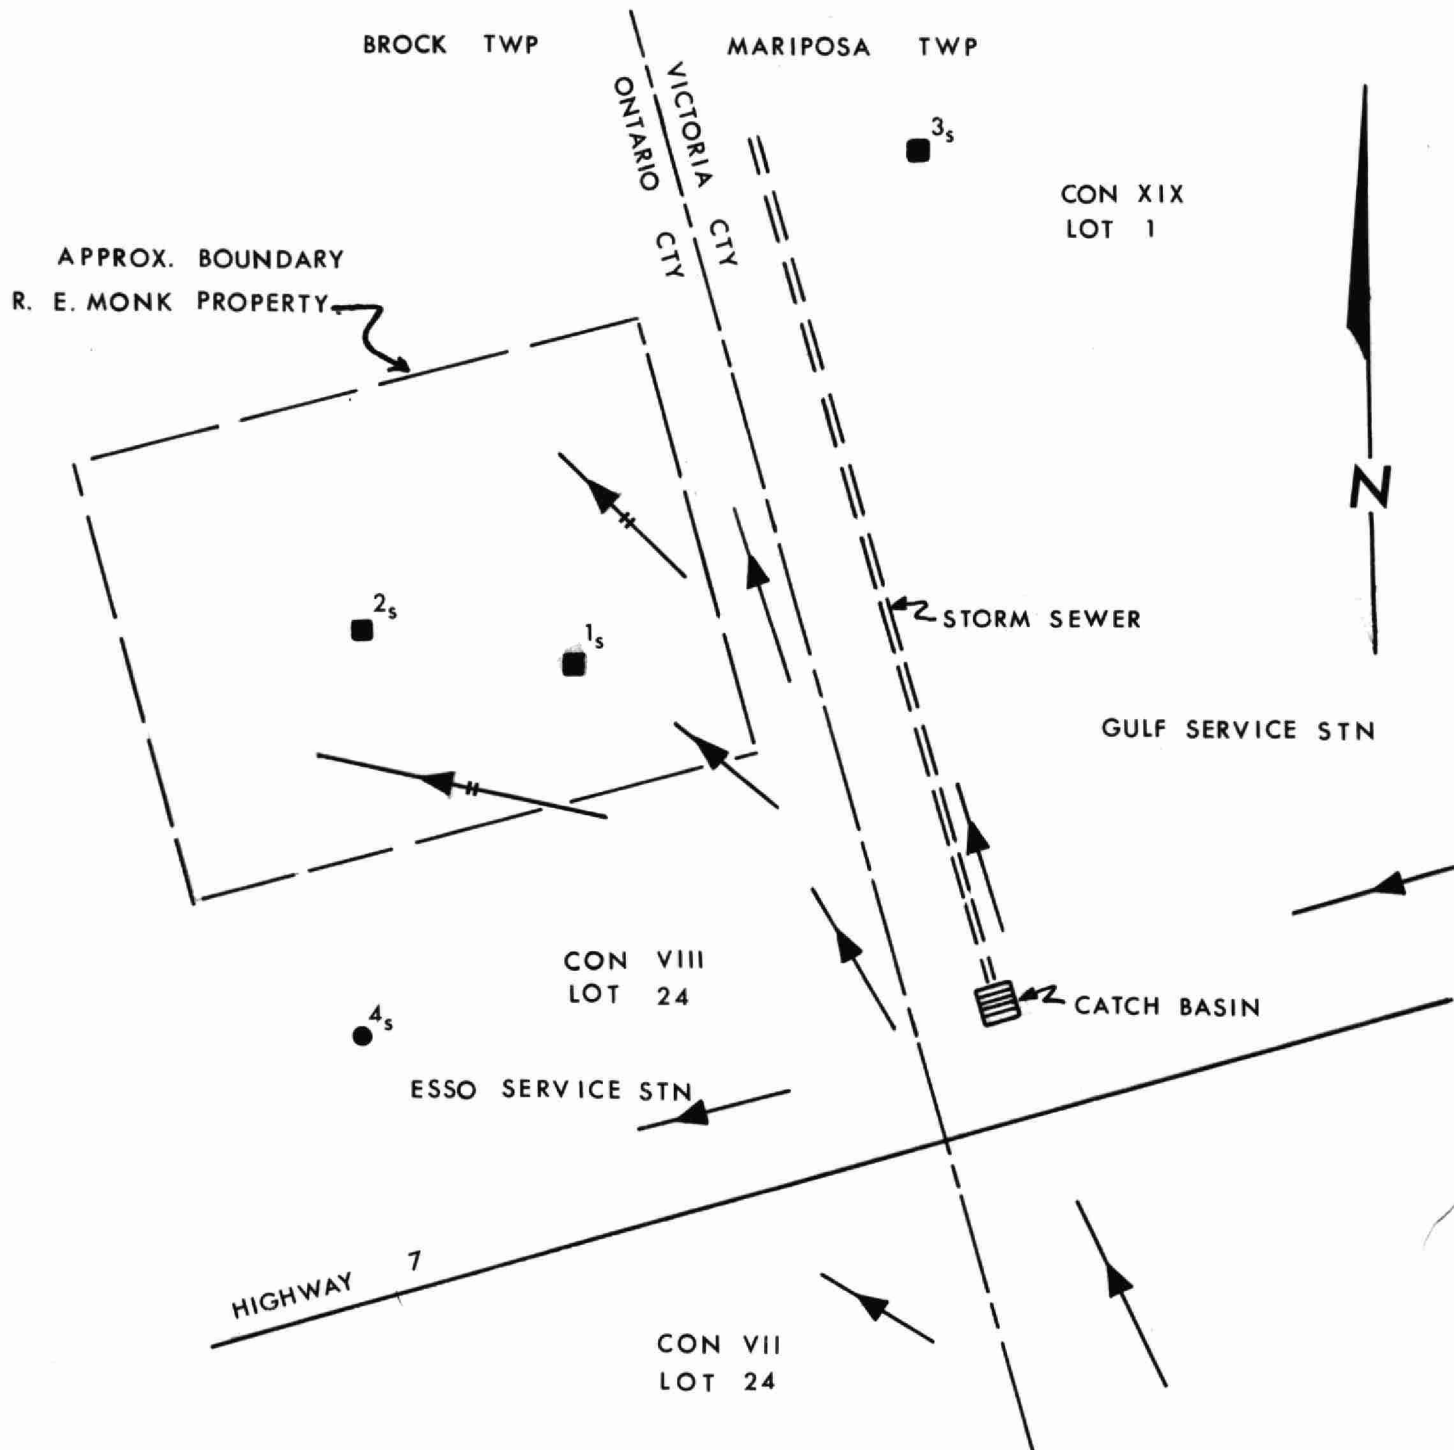 BROCK TWP
MARIPOSA TWP
VICTORIA CTY
ONTARIO CTY
3s
CON XIX
LOT 1
APPROX. BOUNDARY
R. E. MONK PROPERTY
N
2s
1s
STORM SEWER
GULF SERVICE STN
CON VIII
LOT 24
CATCH BASIN
4s
ESSO SERVICE STN
HIGHWAY 7
CON VII
LOT 24